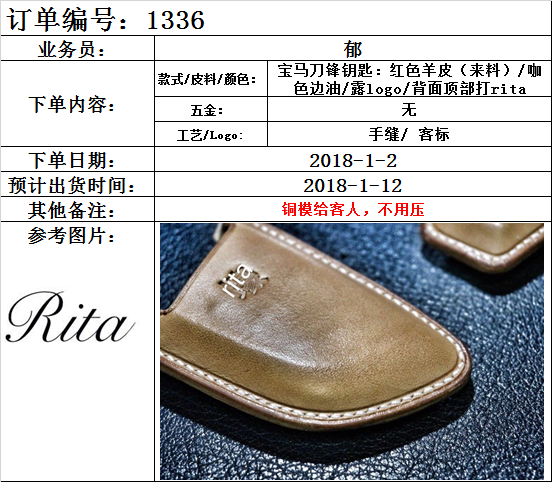 订单编号：1336
业务员：
郁
下单内容：
款式/皮料/颜色：
宝马刀锋钥匙：红色羊皮（来料）/咖
色边油/露logo/背面顶部打rita
五金：
无
工艺/Logo:
手缝/ 客标
下单日期：
2018-1-2
预计出货时间：
2018-1-12
其他备注：
铜模给客人，不用压
参考图片：
Rita
rita